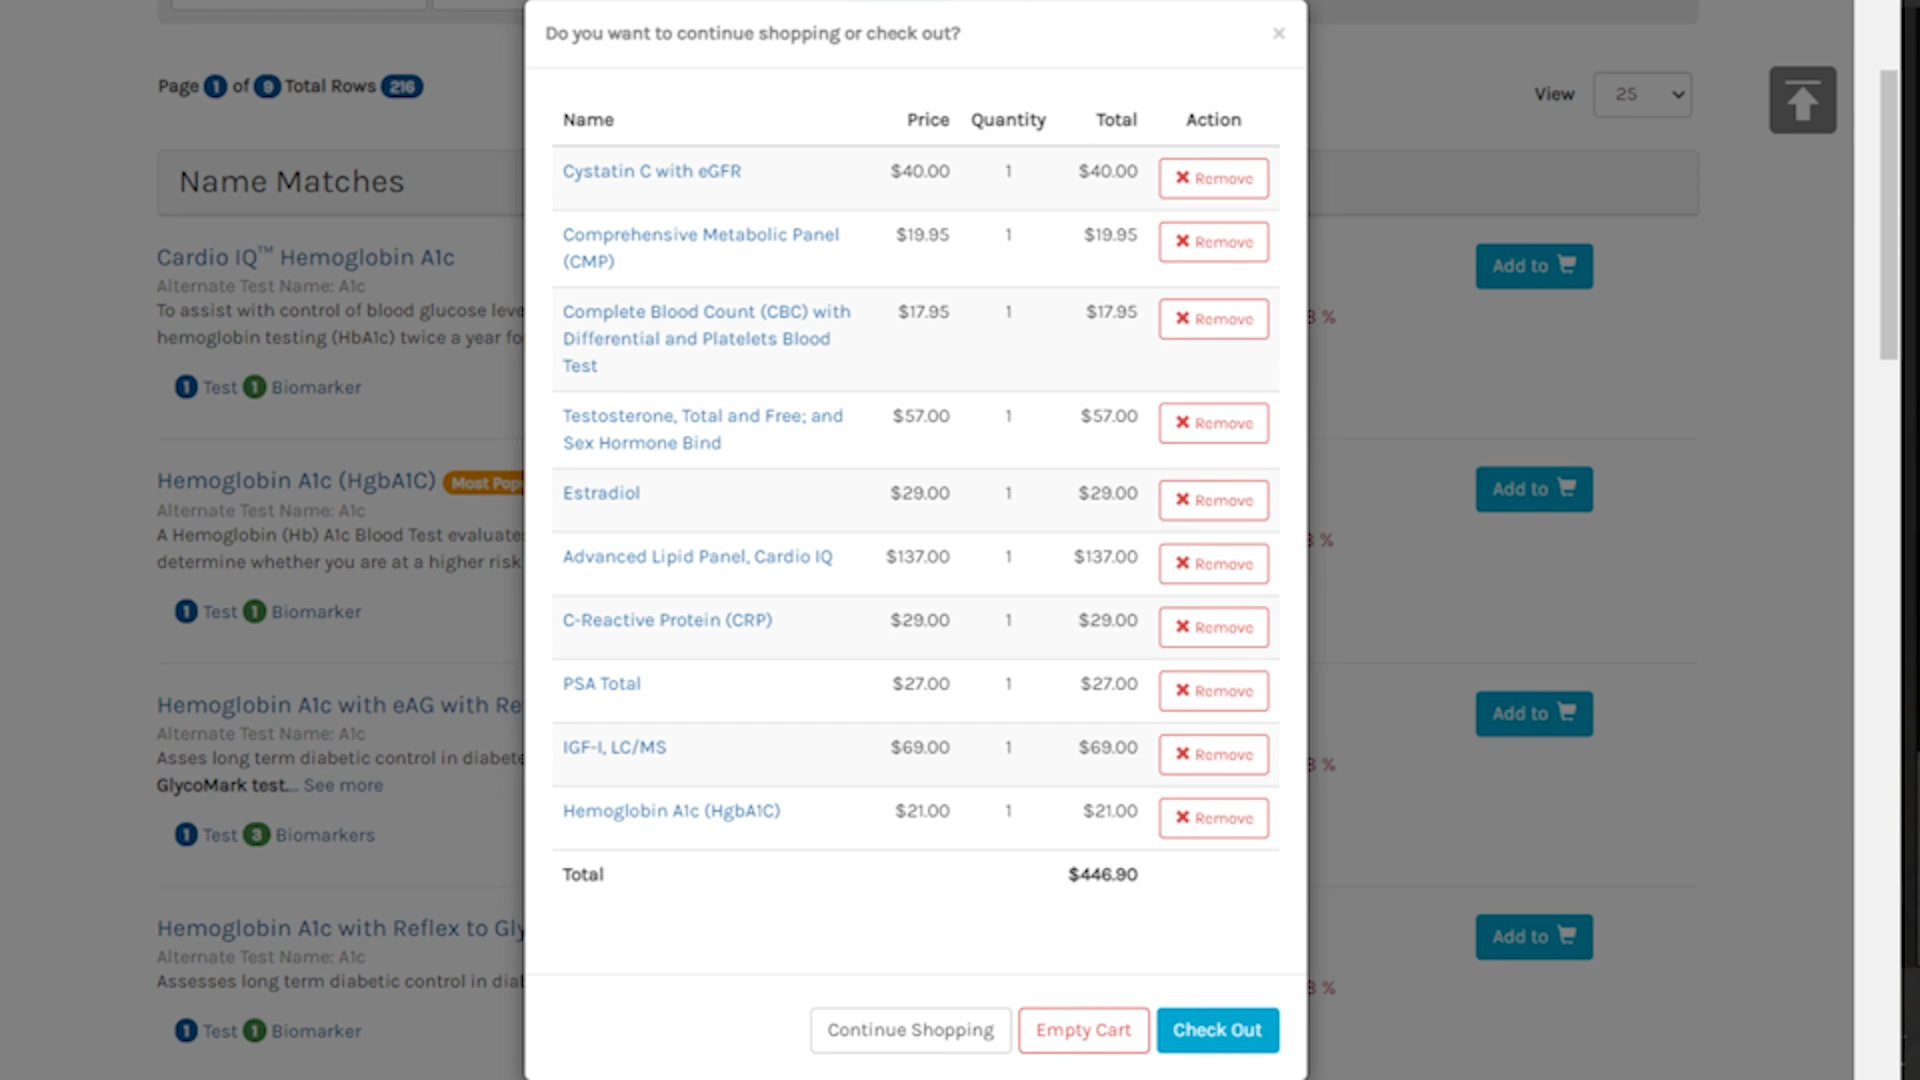 Do you want to continue shopping or check out?
×
Page 1 of 9 Total Rows 216
View 25
Name Price Quantity Total Action
Cystatin C with eGFR $40.00 1 $40.00 Remove
Comprehensive Metabolic Panel $19.95 1 $19.95 Remove
(CMP)
Complete Blood Count (CBC) with $17.95 1 $17.95 Remove
Differential and Platelets Blood
Test
Testosterone, Total and Free; and $57.00 1 $57.00 Remove
Sex Hormone Bind
Estradiol $29.00 1 $29.00 Remove
Advanced Lipid Panel, Cardio IQ $137.00 1 $137.00 Remove
C-Reactive Protein (CRP) $29.00 1 $29.00 Remove
PSA Total $27.00 1 $27.00 Remove
IGF-I, LC/MS $69.00 1 $69.00 Remove
Hemoglobin A1c (HgbA1C) $21.00 1 $21.00 Remove
Total $446.90
Continue Shopping Empty Cart Check Out
Name Matches
Cardio IQ™ Hemoglobin A1c
Alternate Test Name: A1c
To assist with control of blood glucose leve
hemoglobin testing (HbA1c) twice a year fo
1 Test 1 Biomarker
Add to
%
Hemoglobin A1c (HgbA1C) Most Pop
Alternate Test Name: A1c
A Hemoglobin (Hb) A1c Blood Test evaluate
determine whether you are at a higher risk
1 Test 1 Biomarker
Add to
%
Hemoglobin A1c with eAG with Re
Alternate Test Name: A1c
Asses long term diabetic control in diabete
GlycoMark test... See more
1 Test 3 Biomarkers
Add to
%
Hemoglobin A1c with Reflex to Gly
Alternate Test Name: A1c
Assesses long term diabetic control in dia
1 Test 1 Biomarker
Add to
%